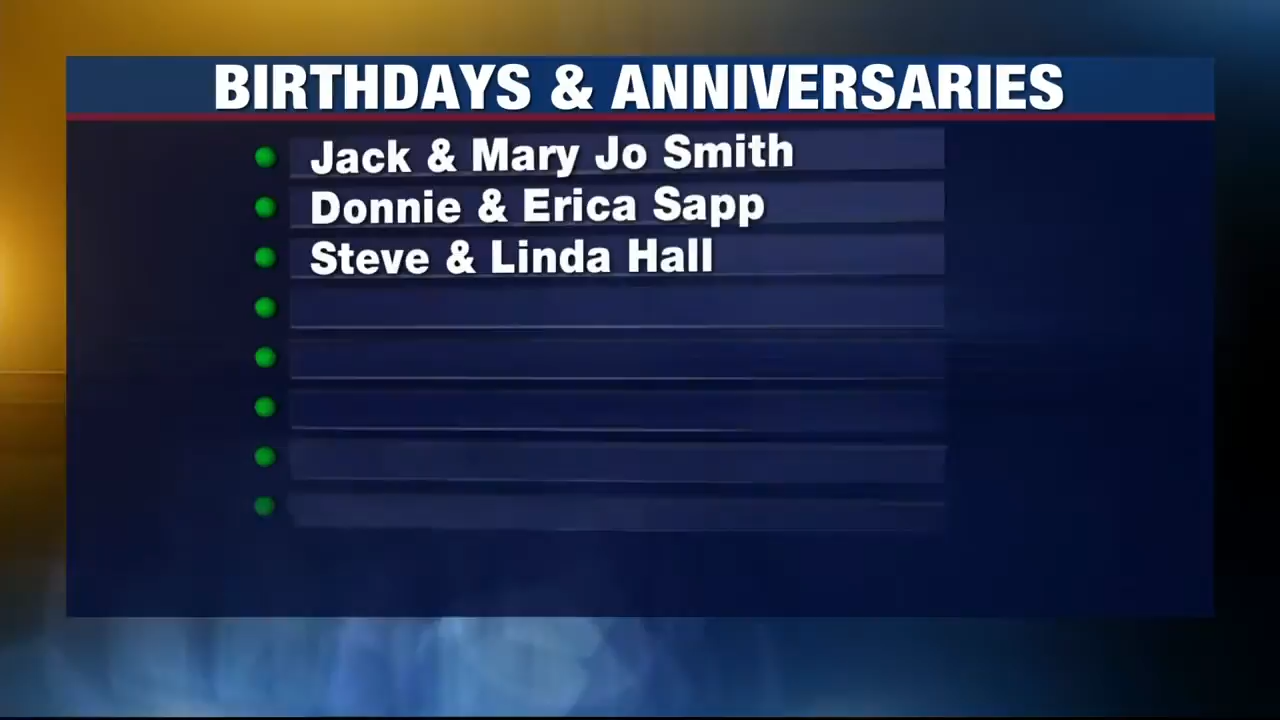 BIRTHDAYS & ANNIVERSARIES
Jack & Mary Jo Smith
Donnie & Erica Sapp
Steve & Linda Hall